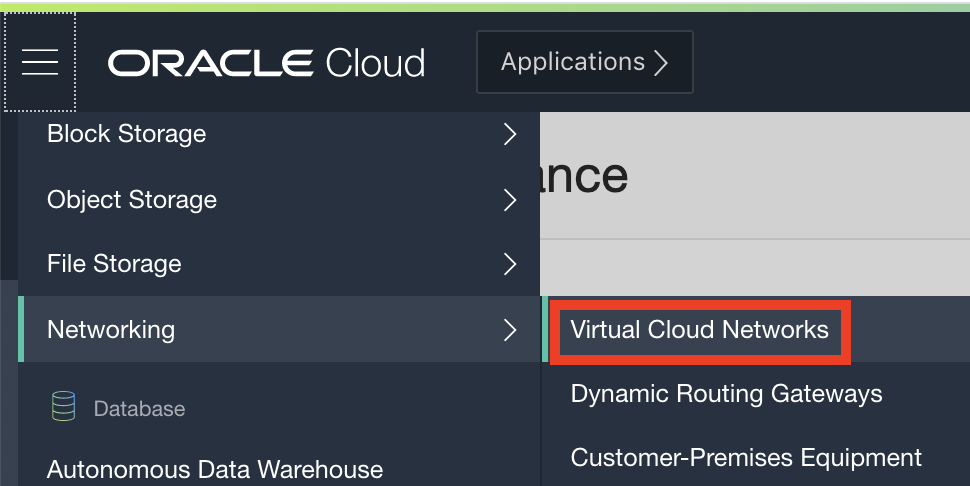 ORACLE Cloud
Applications
Block Storage
Object Storage
File Storage
Networking
Database
Autonomous Data Warehouse
Virtual Cloud Networks
Dynamic Routing Gateways
Customer-Premises Equipment